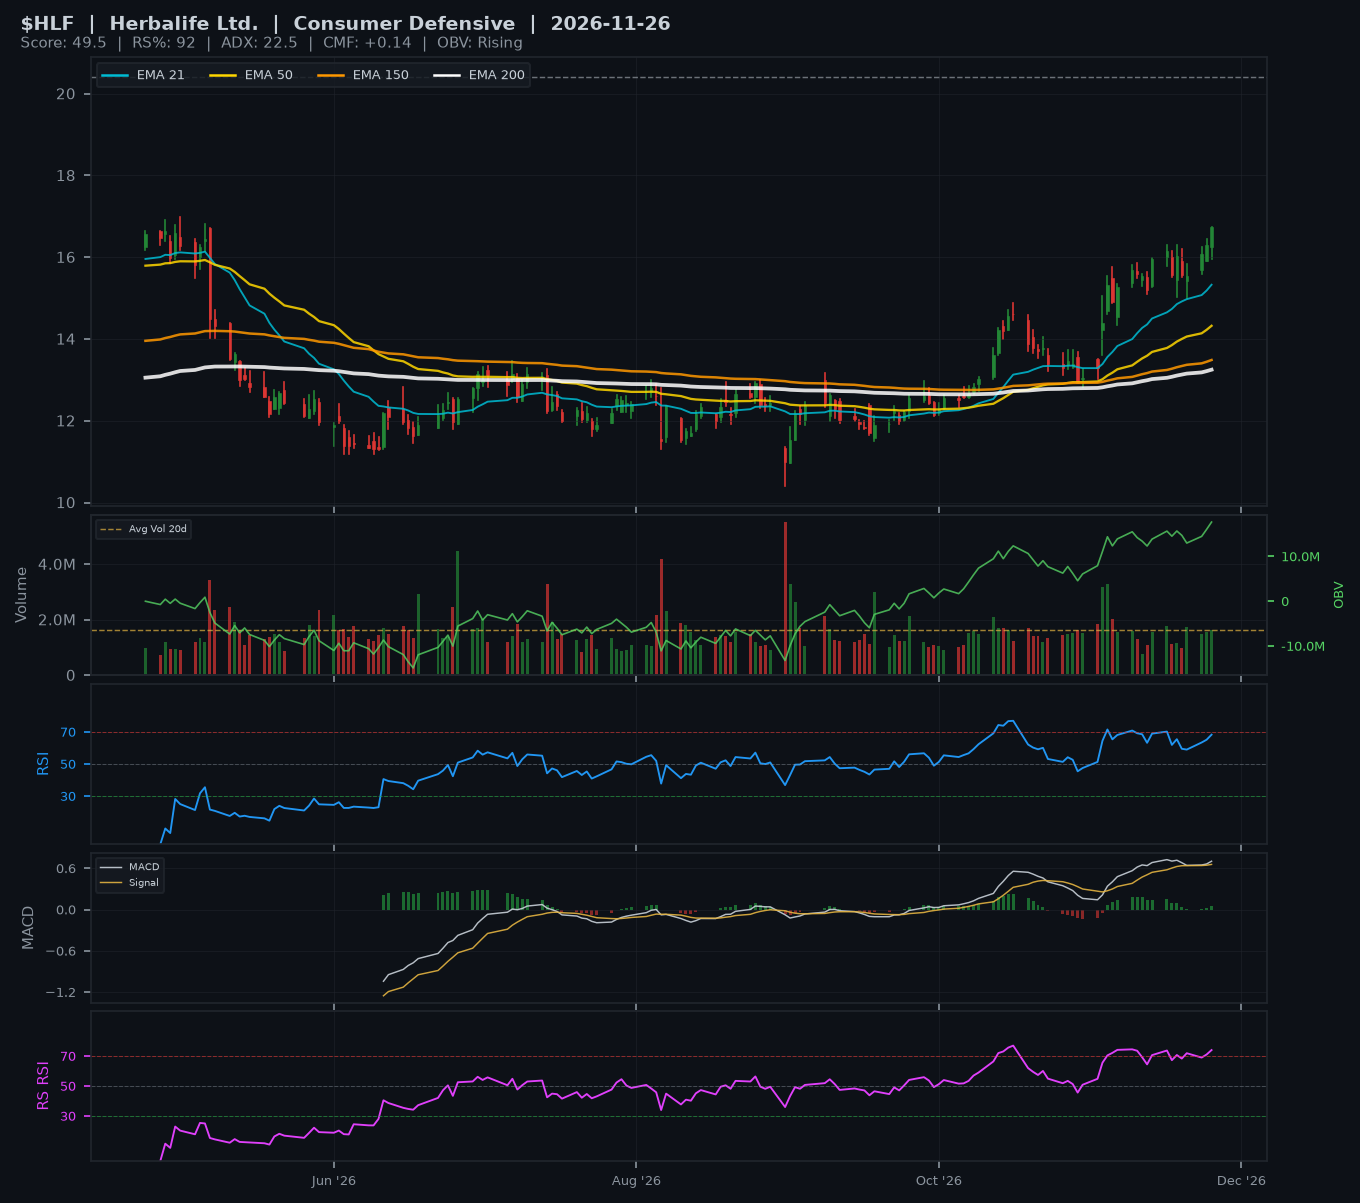 $HLF | Herbalife Ltd. | Consumer Defensive | 2026-11-26
Score: 49.5 | RS%: 92 | ADX: 22.5 | CMF: +0.14 | OBV: Rising
EMA 21 EMA 50 EMA 150 EMA 200
20
18
16
14
12
10
Avg Vol 20d
4.0M
2.0M
0
Volume
10.0M
0
-10.0M
OBV
70
50
30
RSI
MACD
Signal
0.6
0.0
−0.6
−1.2
MACD
70
50
30
RS RSI
Jun '26 Aug '26 Oct '26 Dec '26